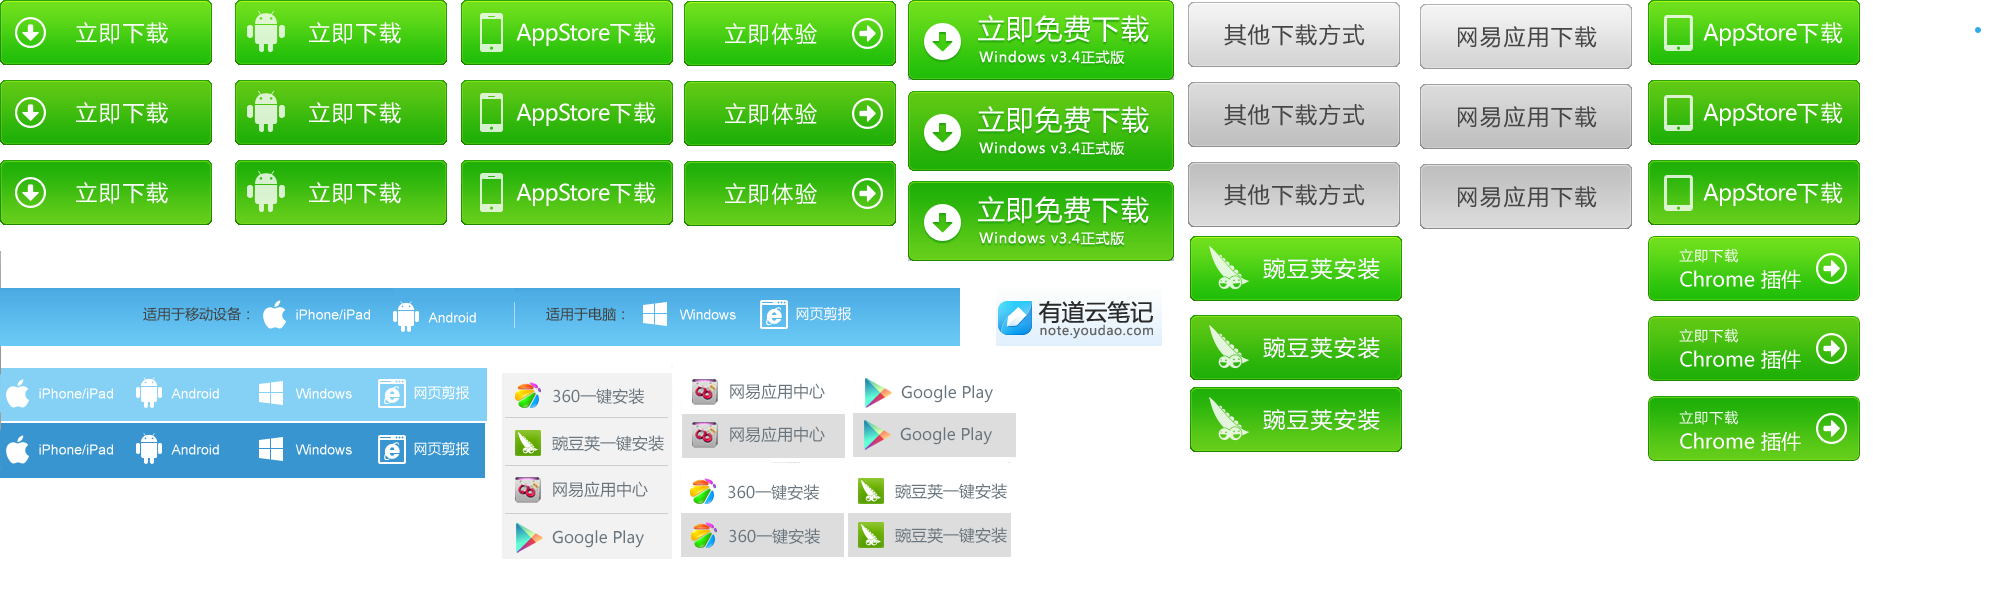 立即下载
立即下载
AppStore下载
立即体验
立即免费下载
Windows v3.4正式版
其他下载方式
网易应用下载
AppStore下载
立即下载
立即下载
AppStore下载
立即体验
立即免费下载
Windows v3.4正式版
其他下载方式
网易应用下载
AppStore下载
立即下载
立即下载
AppStore下载
立即体验
立即免费下载
Windows v3.4正式版
其他下载方式
网易应用下载
AppStore下载
豌豆荚安装
立即下载
Chrome 插件
适用于移动设备：
iPhone/iPad
Android
适用于电脑：
Windows
网页剪报
有道云笔记
note.youdao.com
豌豆荚安装
立即下载
Chrome 插件
iPhone/iPad
Android
Windows
网页剪报
360一键安装
网易应用中心
Google Play
豌豆荚安装
立即下载
Chrome 插件
iPhone/iPad
Android
Windows
网页剪报
豌豆荚一键安装
网易应用中心
Google Play
网易应用中心
360一键安装
豌豆荚一键安装
Google Play
360一键安装
豌豆荚一键安装